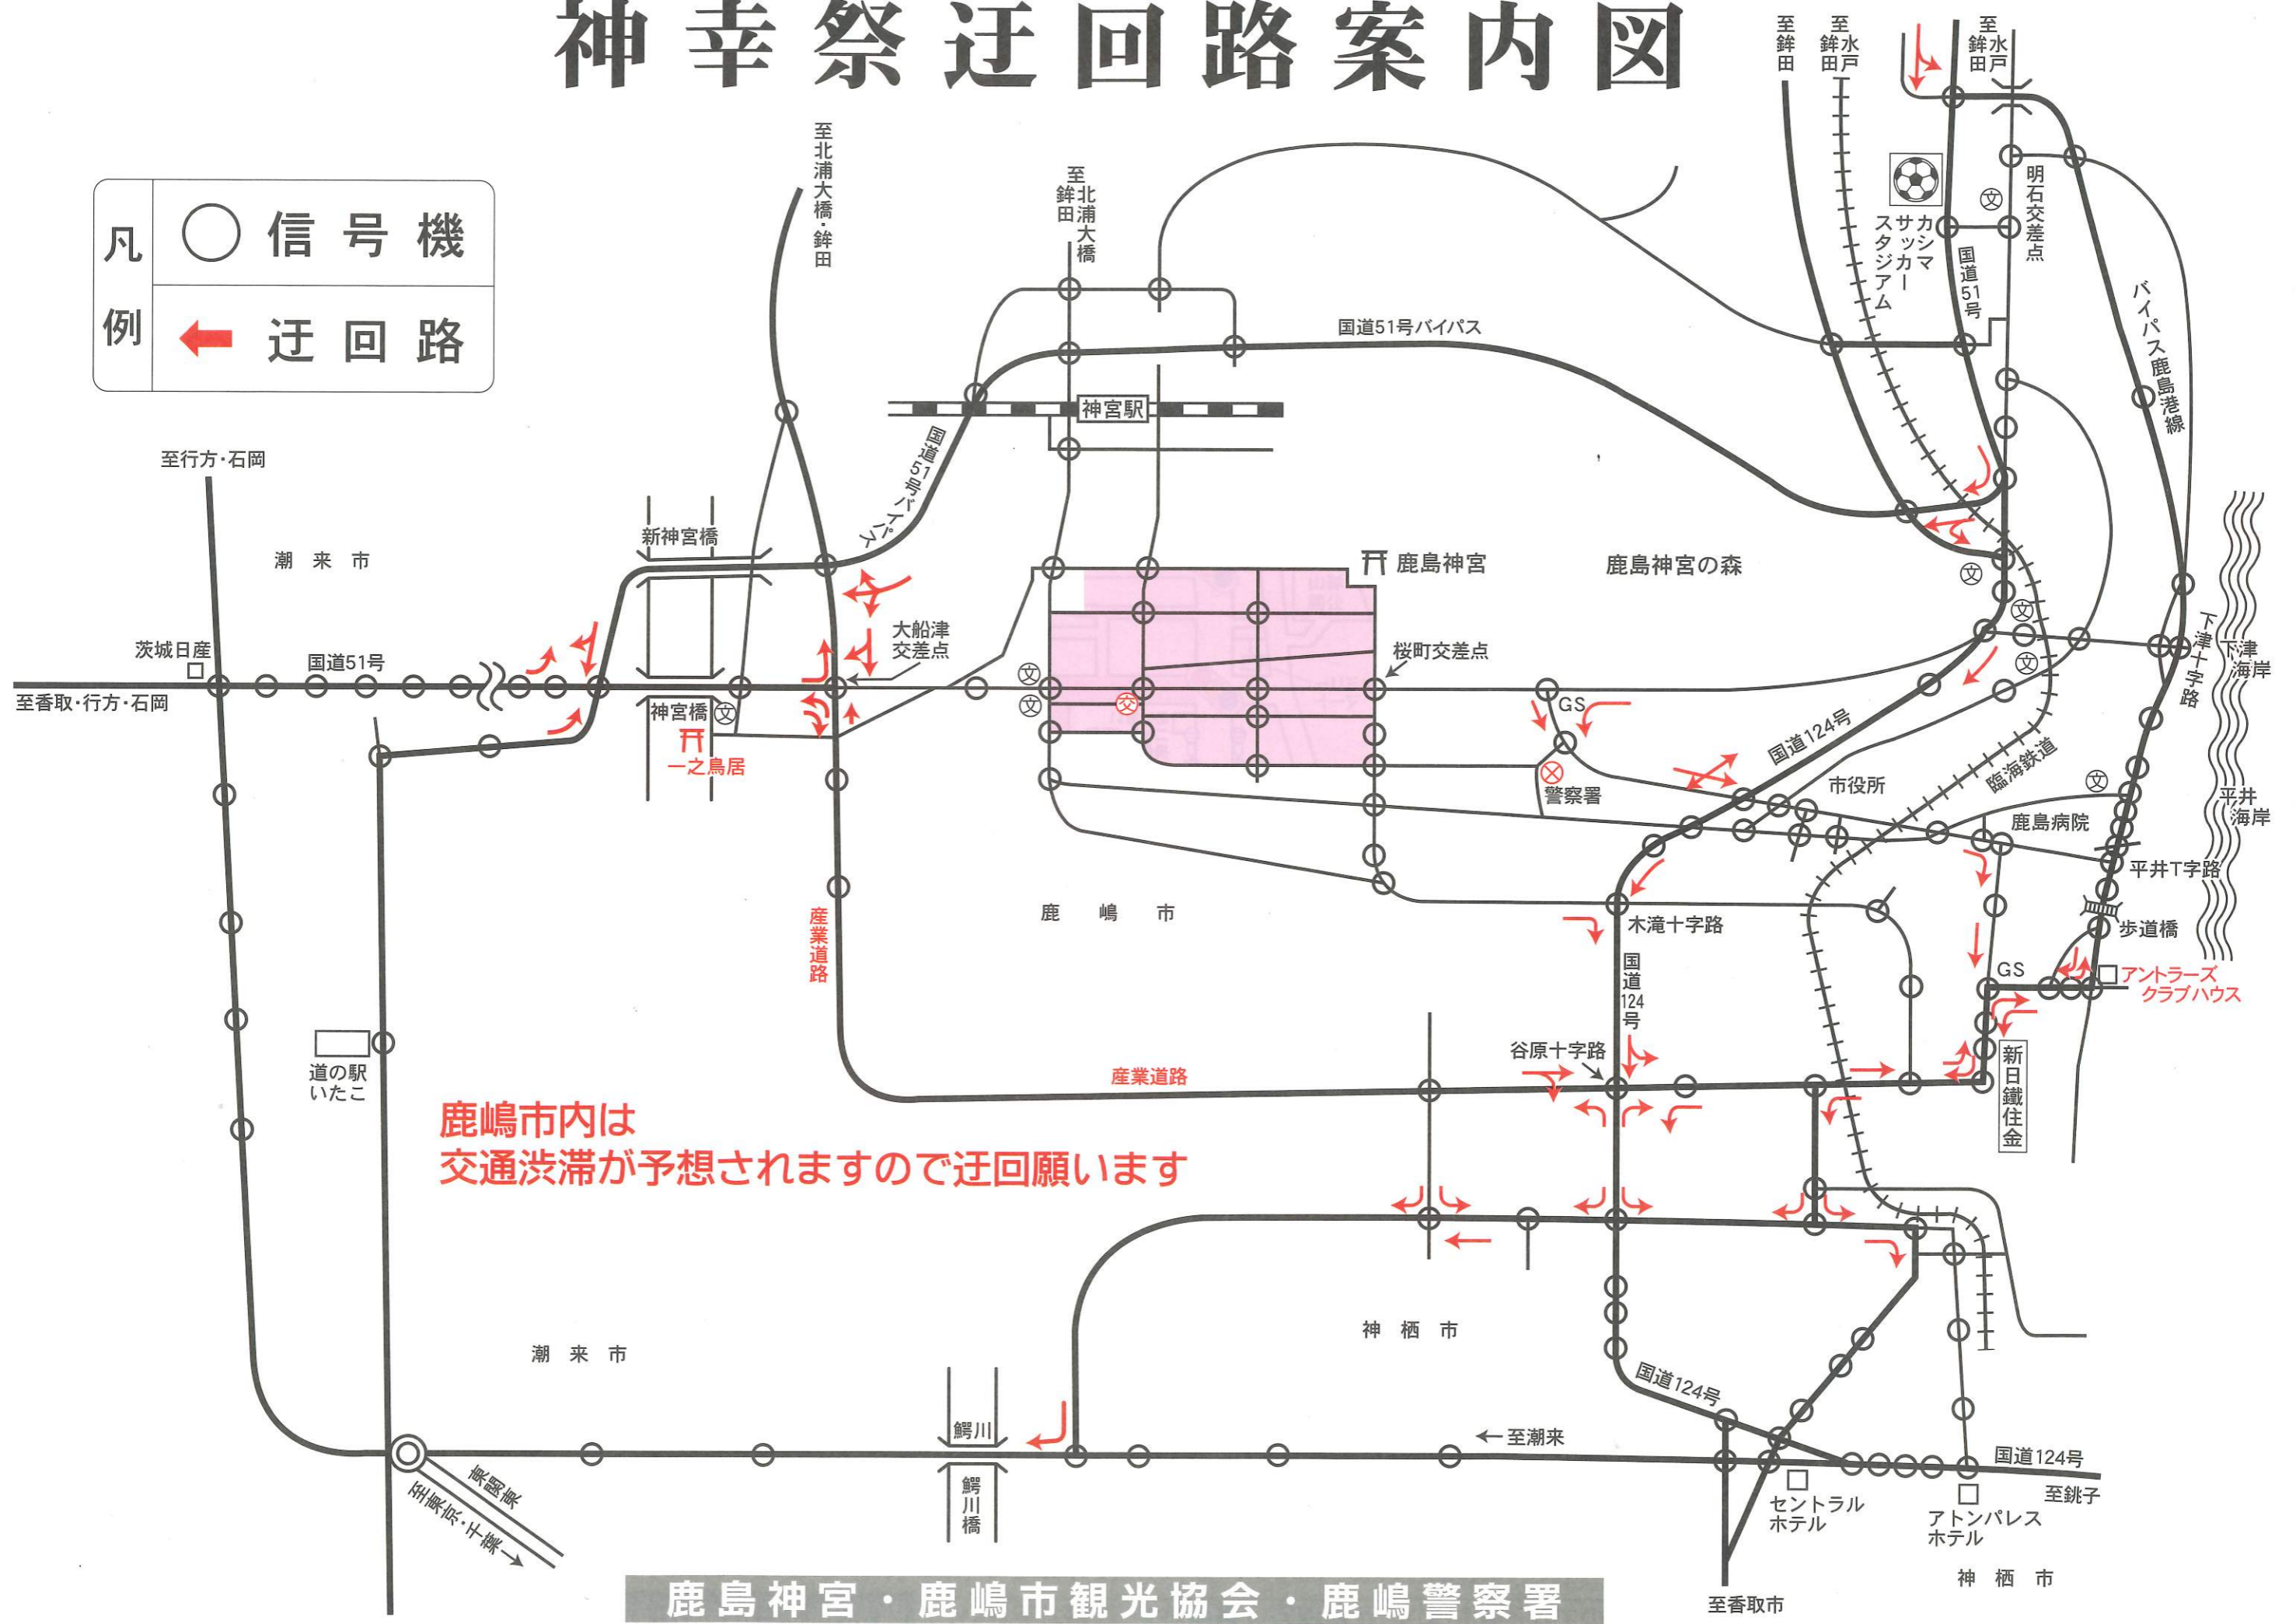 神幸祭迂回路案内図
凡例
信号機
迂回路
至北浦大橋・鉾田
至北浦大橋
鉾田
至鉾田
至水戸
鉾田
至水戸
鉾田
カシマ
サッカー
スタジアム
国道51号
明石交差点
バイパス鹿島港線
国道51号バイパス
神宮駅
国道51号バイパス
至行方・石岡
潮来市
新神宮橋
鹿島神宮
鹿島神宮の森
文
文
文
文
茨城日産
国道51号
大船津
交差点
桜町交差点
下津十字路
下津
海岸
至香取・行方・石岡
神宮橋
文
一之鳥居
文
文
交
GS
警察署
国道124号
市役所
臨海鉄道
文
平井
海岸
鹿島病院
平井T字路
歩道橋
産業道路
鹿嶋市
木滝十字路
国道124号
GS
アントラーズ
クラブハウス
道の駅
いたこ
谷原十字路
産業道路
新日鐵住金
鹿嶋市内は
交通渋滞が予想されますので迂回願います
潮来市
神栖市
国道124号
鰐川
鰐川橋
←至潮来
国道124号
至銚子
東関東
至東京・千葉→
セントラル
ホテル
アトンパレス
ホテル
神栖市
至香取市
鹿島神宮・鹿嶋市観光協会・鹿嶋警察署